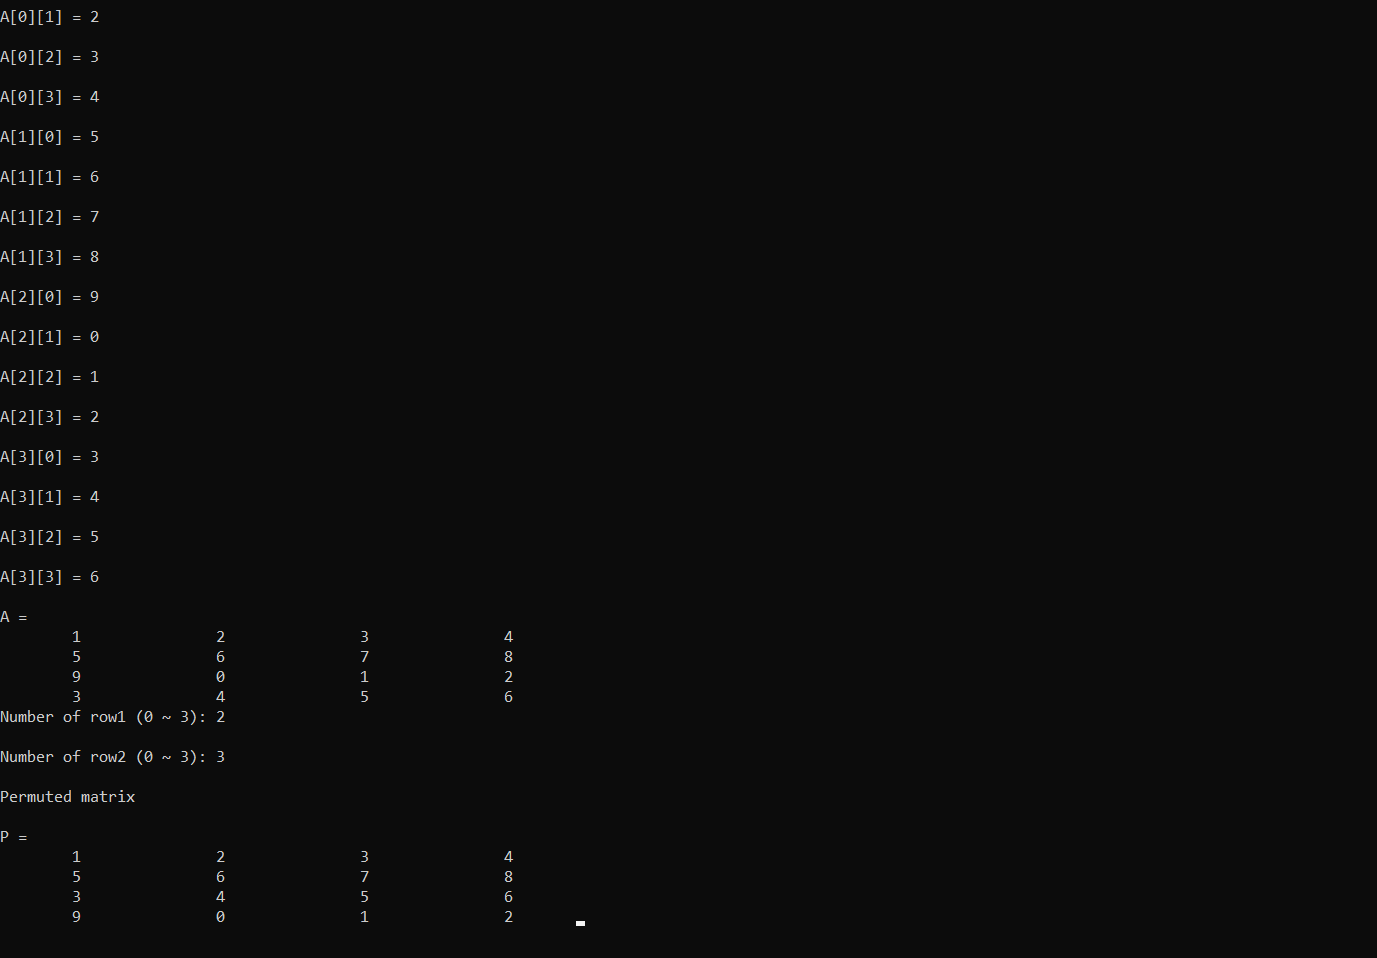 A[0][1] = 2
A[0][2] = 3
A[0][3] = 4
A[1][0] = 5
A[1][1] = 6
A[1][2] = 7
A[1][3] = 8
A[2][0] = 9
A[2][1] = 0
A[2][2] = 1
A[2][3] = 2
A[3][0] = 3
A[3][1] = 4
A[3][2] = 5
A[3][3] = 6
A =
1 2 3 4
5 6 7 8
9 0 1 2
3 4 5 6
Number of row1 (0 ~ 3): 2
Number of row2 (0 ~ 3): 3
Permuted matrix
P =
1 2 3 4
5 6 7 8
3 4 5 6
9 0 1 2